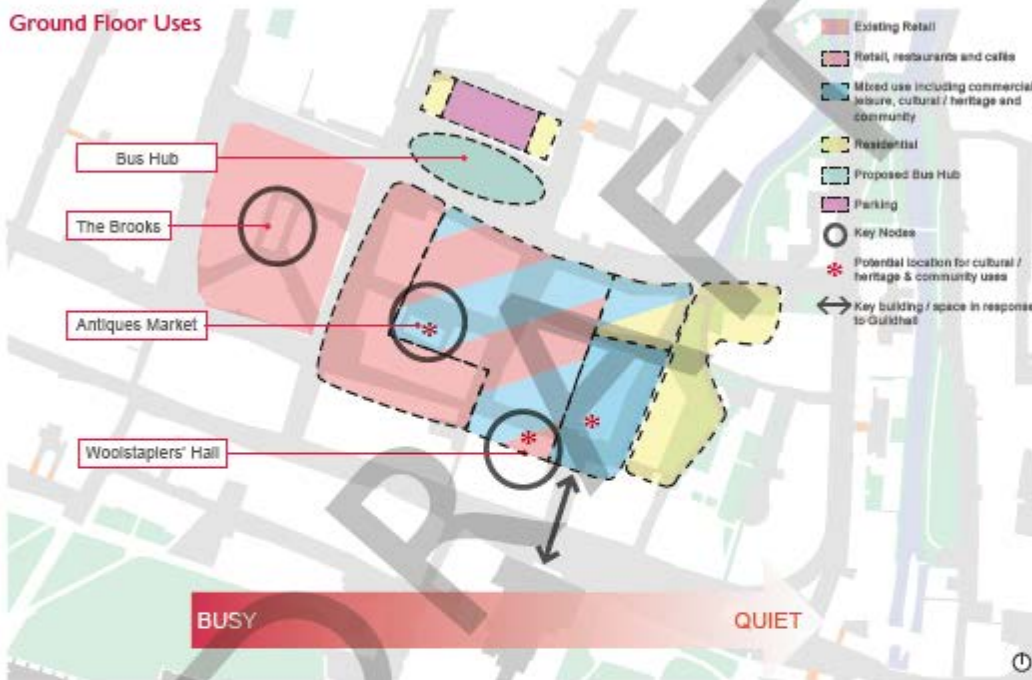 Ground Floor Uses
Existing Retail
Retail, restaurants and cafés
Mixed use including commercial
leisure, cultural / heritage and
community
Residential
Proposed Bus Hub
Parking
Key Nodes
Potential location for cultural /
heritage & community uses
Key building / space in response
to Guildhall
Bus Hub
The Brooks
Antiques Market
Woolstaplers' Hall
BUSY
QUIET
DRAFT